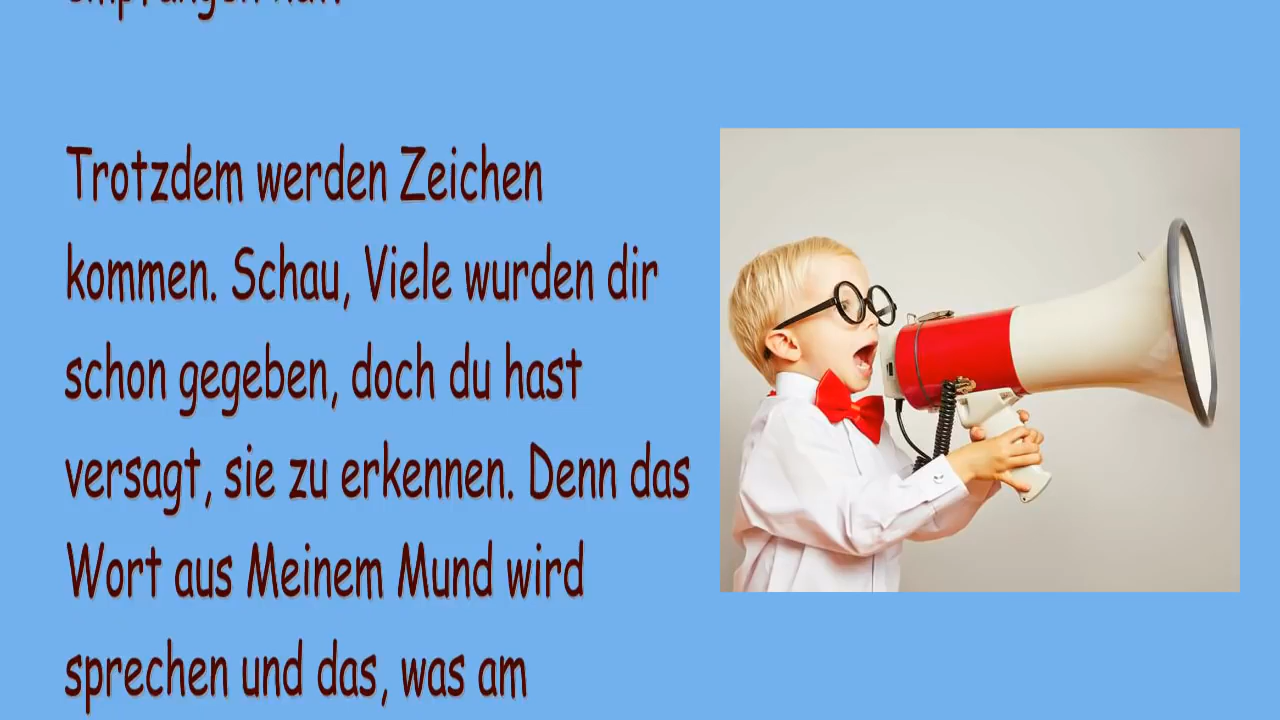 Trotzdem werden Zeichen
kommen. Schau, Viele wurden dir
schon gegeben, doch du hast
versagt, sie zu erkennen. Denn das
Wort aus Meinem Mund wird
sprechen und das, was am